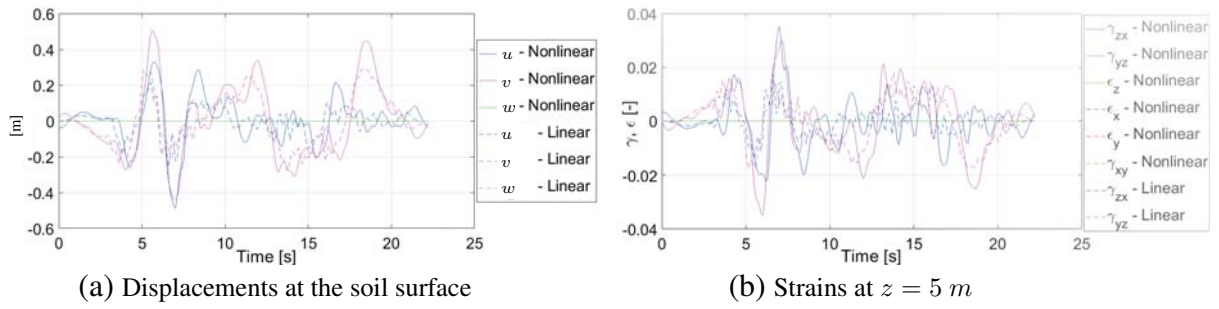 0.6
0.4
0.2
0
-0.2
-0.4
-0.6
[m]
0 5 10 15 20 25
Time [s]
u - Nonlinear
v - Nonlinear
w - Nonlinear
u - Linear
v - Linear
w - Linear
(a) Displacements at the soil surface
0.04
0.02
0
-0.02
-0.04
γ, ϵ [-]
0 5 10 15 20 25
Time [s]
γzx - Nonlinear
γyz - Nonlinear
ϵz - Nonlinear
ϵx - Nonlinear
ϵy - Nonlinear
γxy - Nonlinear
γzx - Linear
γyz - Linear
(b) Strains at z = 5 m